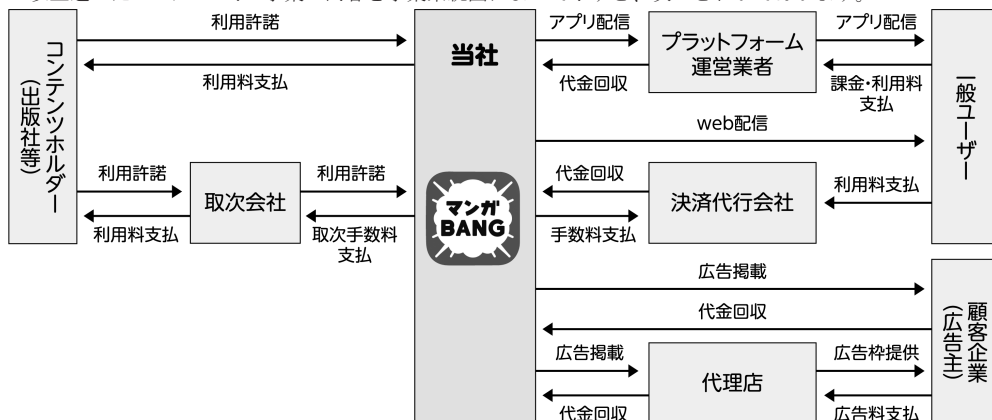 利用許諾
利用料支払
コンテンツホルダー
(出版社等)
利用許諾
利用料支払
取次会社
利用許諾
取次手数料
支払
当社
マンガ
BANG
アプリ配信
代金回収
プラットフォーム
運営業者
アプリ配信
課金・利用料
支払
web配信
代金回収
手数料支払
決済代行会社
利用料支払
一般ユーザー
広告掲載
代金回収
広告掲載
代金回収
代理店
広告枠提供
広告料支払
顧客企業
(広告主)